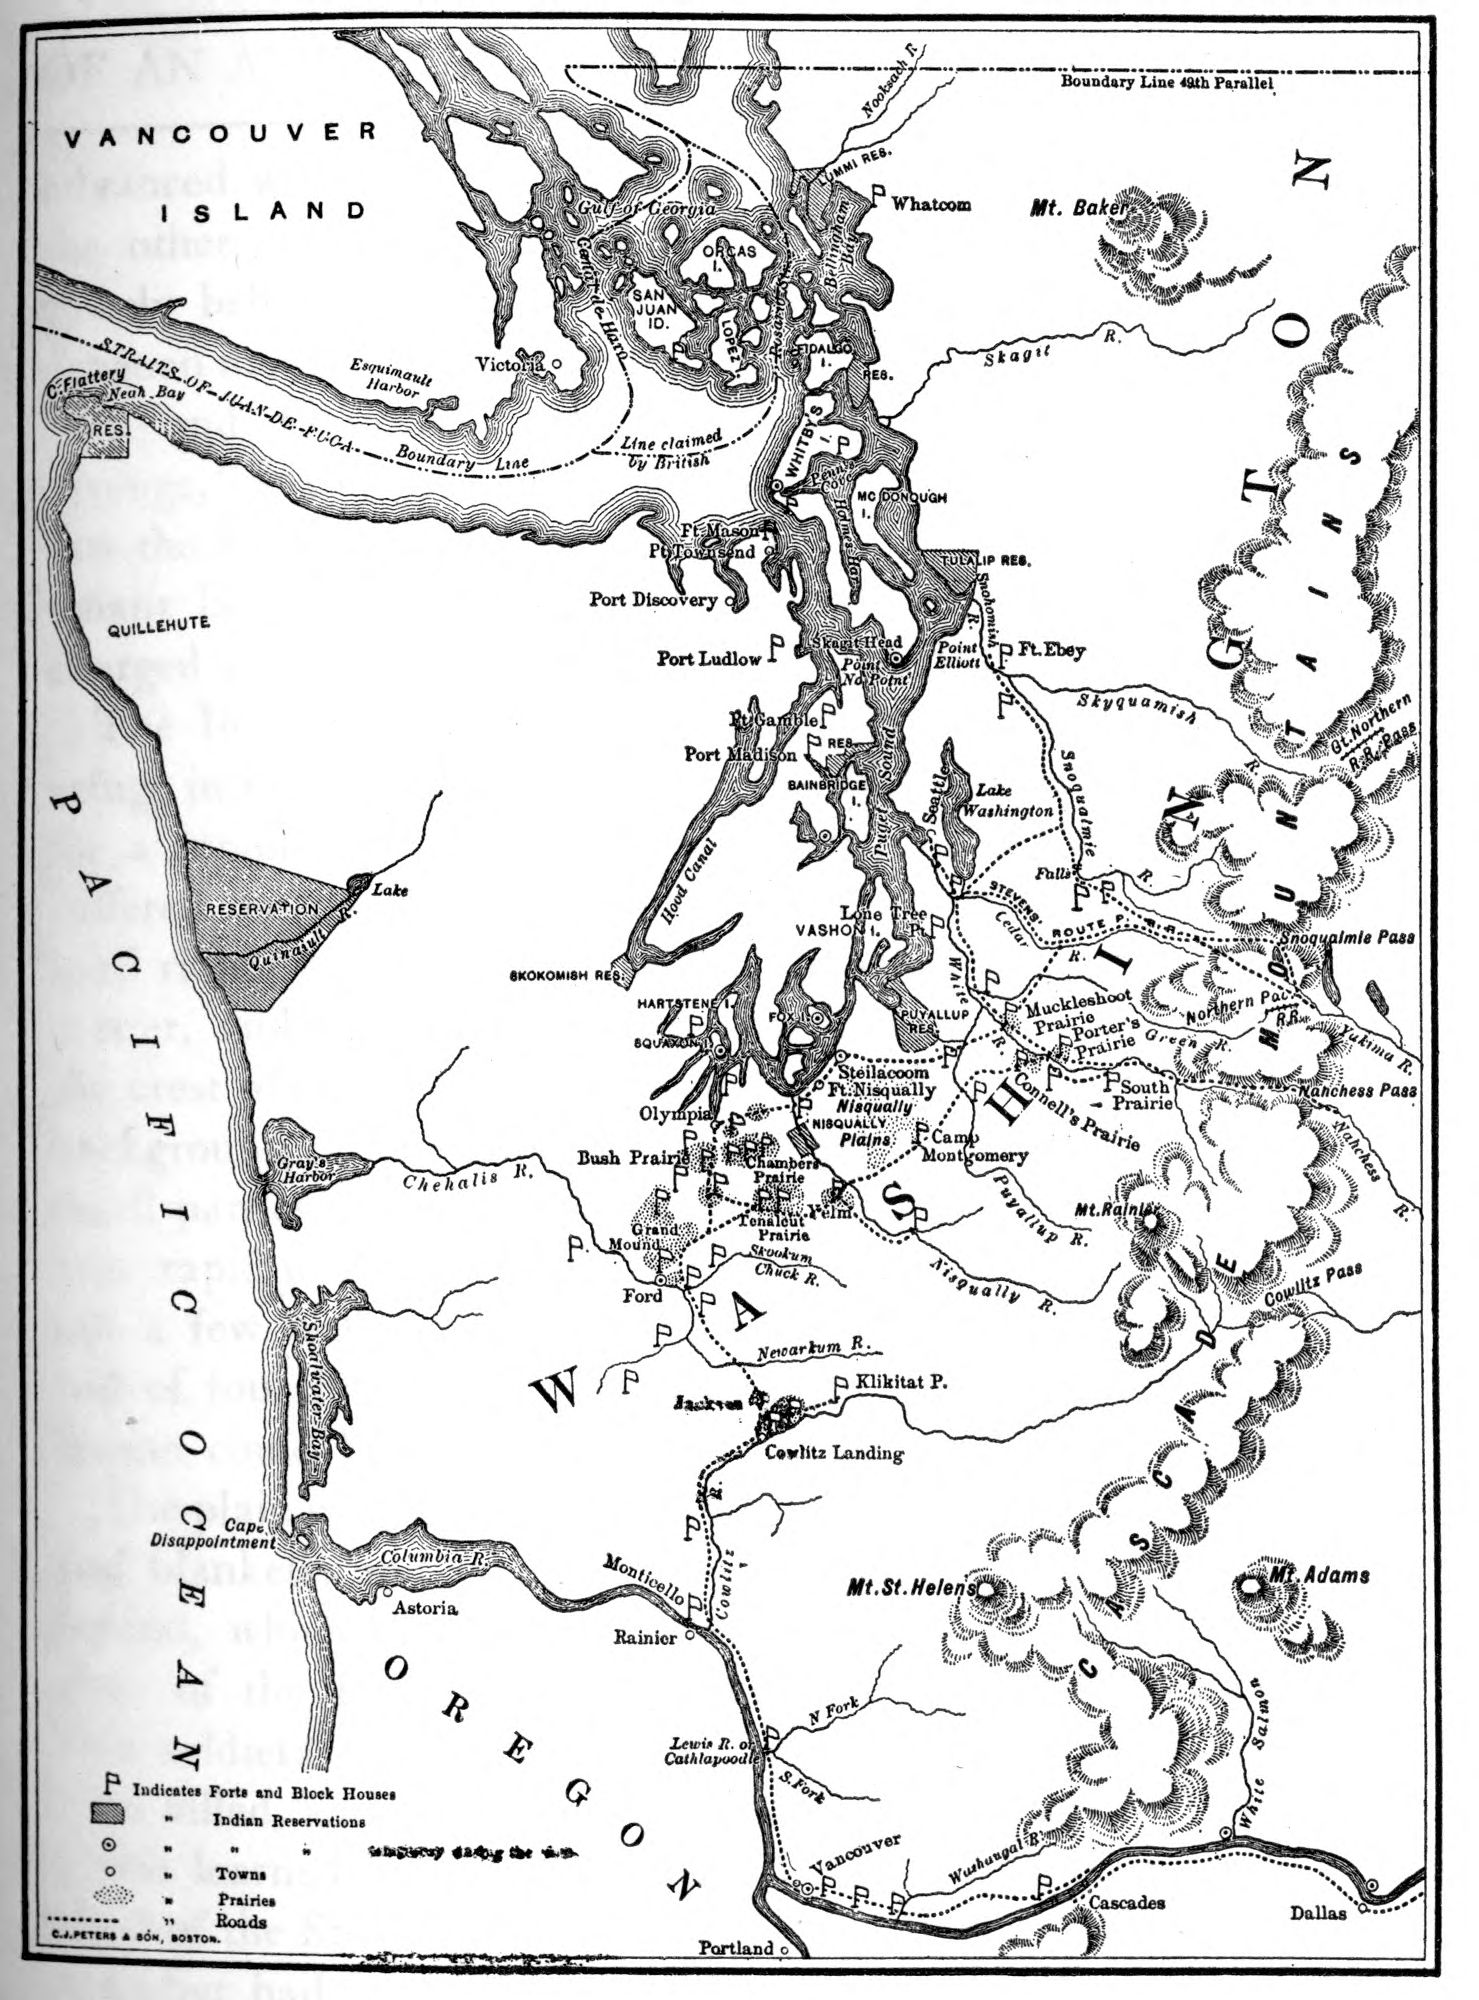 Boundary Line 49th Parallel
Nooksach R.
VANCOUVER
ISLAND
LUMMI RES.
Whatcom
Mt. Baker
Gulf of Georgia
Canal de Haro
ORCAS
I.
Bellingham
Bay
SAN
JUAN
ID.
LOPEZ
Rosario S
FIDALGO
I.
RES.
Skagit R.
Victoria
Esquimault
Harbor
STRAITS-OF-JUAN-DE-FUCA
C. Flattery
Neah Bay
RES.
Boundary Line
Line claimed
by British
WHITBY S
I.
Penn's
Cove
MC DONOUGH
I.
Holmes Har.
Ft. Mason
Pt. Townsend
TULALIP RES.
Port Discovery
Snohomish
R.
QUILLEHUTE
Port Ludlow
Skagit Head
Point
No Point
Point
Elliott
Ft. Ebey
Skyquamish
R.
Gt. Northern
R. R. Pass
Pt. Gamble
RES.
Port Madison
BAINBRIDGE
I.
Puget Sound
Seattle
Lake
Washington
Snoqualmie
R.
Falls
Hood Canal
RESERVATION
Lake
Quinasult R.
Lone Tree
Pt.
VASHON I.
STEVENS' ROUTE P. R. R.
Cedar
R.
Snoqualmie Pass
SKOKOMISH RES.
White
R.
HARTSTENE I.
FOX I.
SQUAXON I.
PUYALLUP
RES.
Muckleshoot
Prairie
Porter's
Prairie
Northern Pac.
R.R.
Green R.
Yakima R.
Steilacoom
Ft. Nisqually
Nisqually
Plains
NISQUALLY
Connell's Prairie
South
Prairie
Nahchess Pass
Nahchess
R.
Olympia
Bush Prairie
Chambers
Prairie
Camp
Montgomery
Gray's
Harbor
Chehalis R.
Puyallup R.
Mt. Rainier
Grand
Mound
Tenalcut
Prairie
Yelm
Skookum
Chuck R.
Nisqually R.
Ford
Cowlitz Pass
Newarkum R.
Shoalwater-Bay
Jackson
Klikitat P.
Cowlitz Landing
Cowlitz
R.
Cape
Disappointment
Columbia R.
Astoria
Monticello
Rainier
Mt. St. Helens
Mt. Adams
N Fork
Lewis R. or
Cathlapoodle
S. Fork
White Salmon
Washaugal R.
Vancouver
Cascades
Dallas
Portland
PACIFIC OCEAN
WASHINGTON
OREGON
CASCADE MOUNTAINS
P Indicates Forts and Block Houses
" Indian Reservations
" " " temporary during the war
" Towns
" Prairies
" Roads
C.J. PETERS & SON, BOSTON.